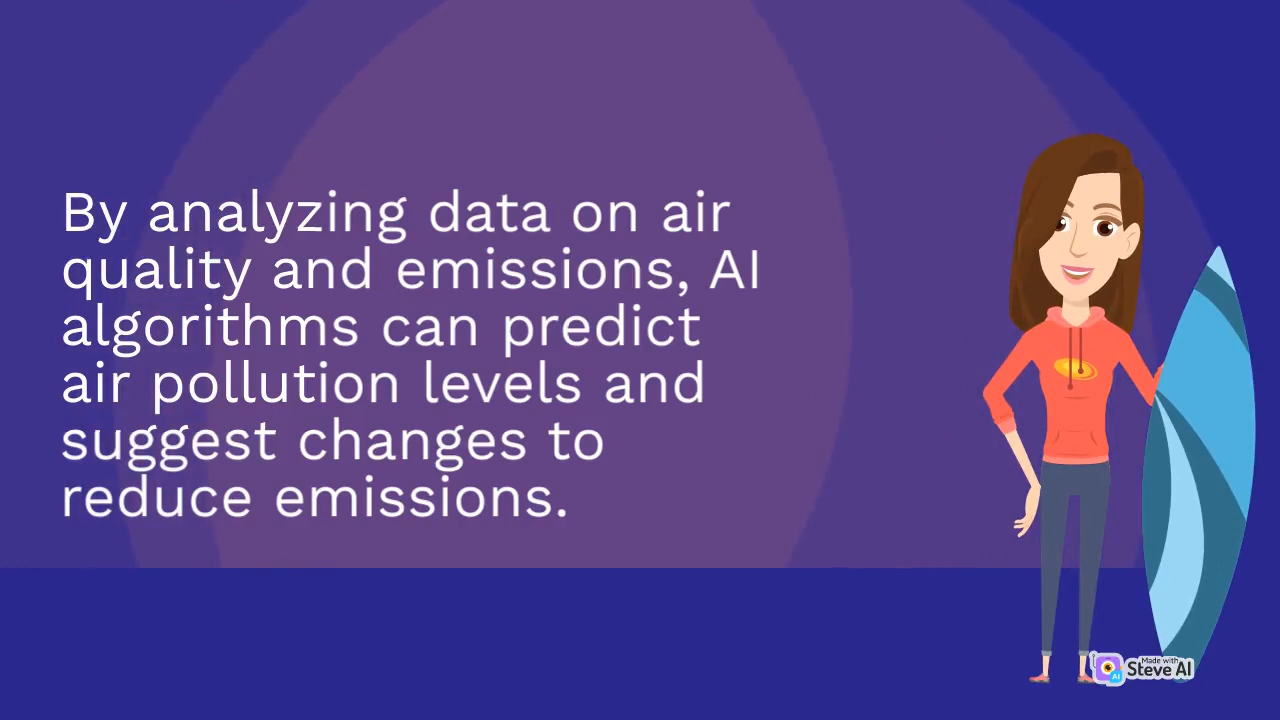 By analyzing data on air
quality and emissions, AI
algorithms can predict
air pollution levels and
suggest changes to
reduce emissions.
Made with
Steve AI
AI